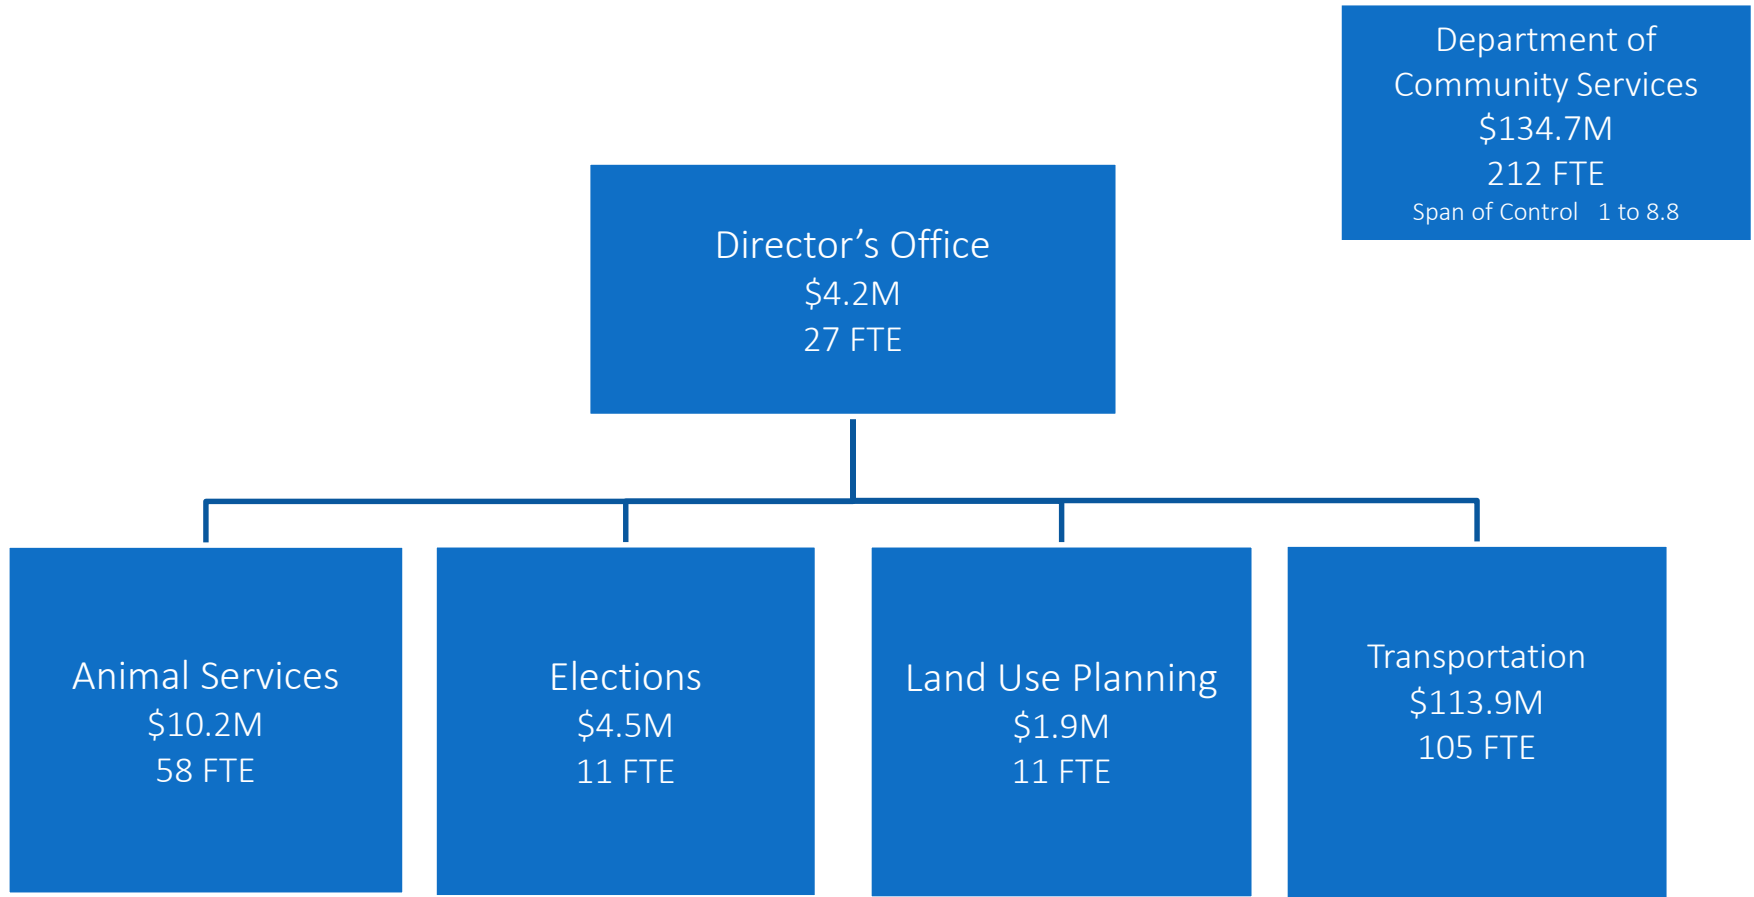 Department of
Community Services
$134.7M
212 FTE
Span of Control 1 to 8.8
Director’s Office
$4.2M
27 FTE
Animal Services
$10.2M
58 FTE
Elections
$4.5M
11 FTE
Land Use Planning
$1.9M
11 FTE
Transportation
$113.9M
105 FTE